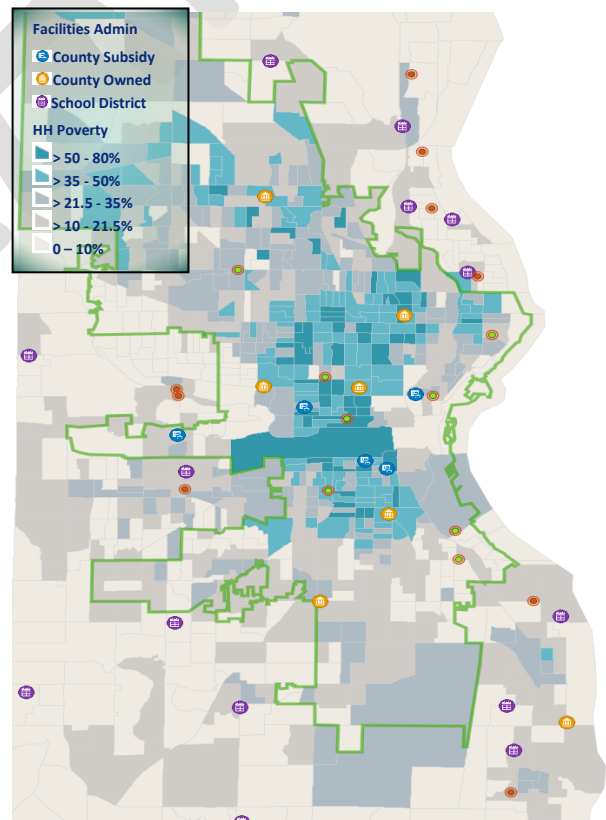 Facilities Admin
County Subsidy
County Owned
School District
HH Poverty
> 50 - 80%
> 35 - 50%
> 21.5 - 35%
> 10 - 21.5%
0 – 10%